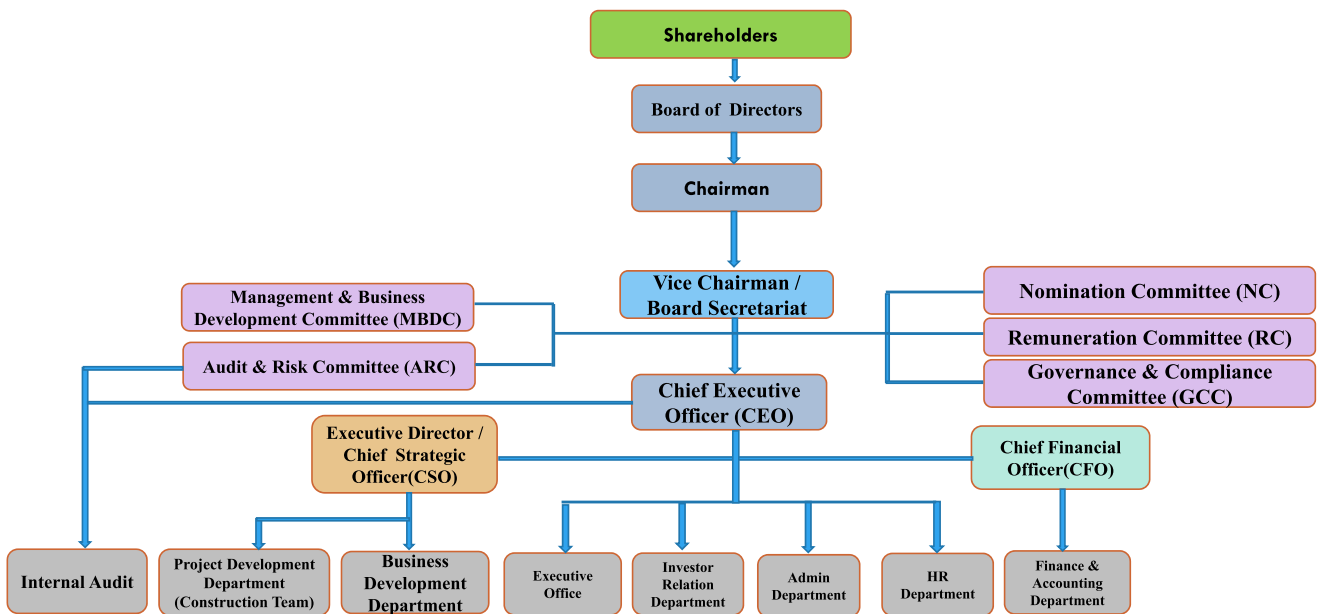 Shareholders
Board of  Directors
Chairman
Vice Chairman /
Board Secretariat
Management & Business
Development Committee (MBDC)
Audit & Risk Committee (ARC)
Nomination Committee (NC)
Remuneration Committee (RC)
Governance & Compliance
Committee (GCC)
Chief Executive
Officer (CEO)
Executive Director /
Chief  Strategic
Officer(CSO)
Chief Financial
Officer(CFO)
Internal Audit
Project Development
Department
(Construction Team)
Business
Development
Department
Executive
Office
Investor
Relation
Department
Admin
Department
HR
Department
Finance &
Accounting
Department